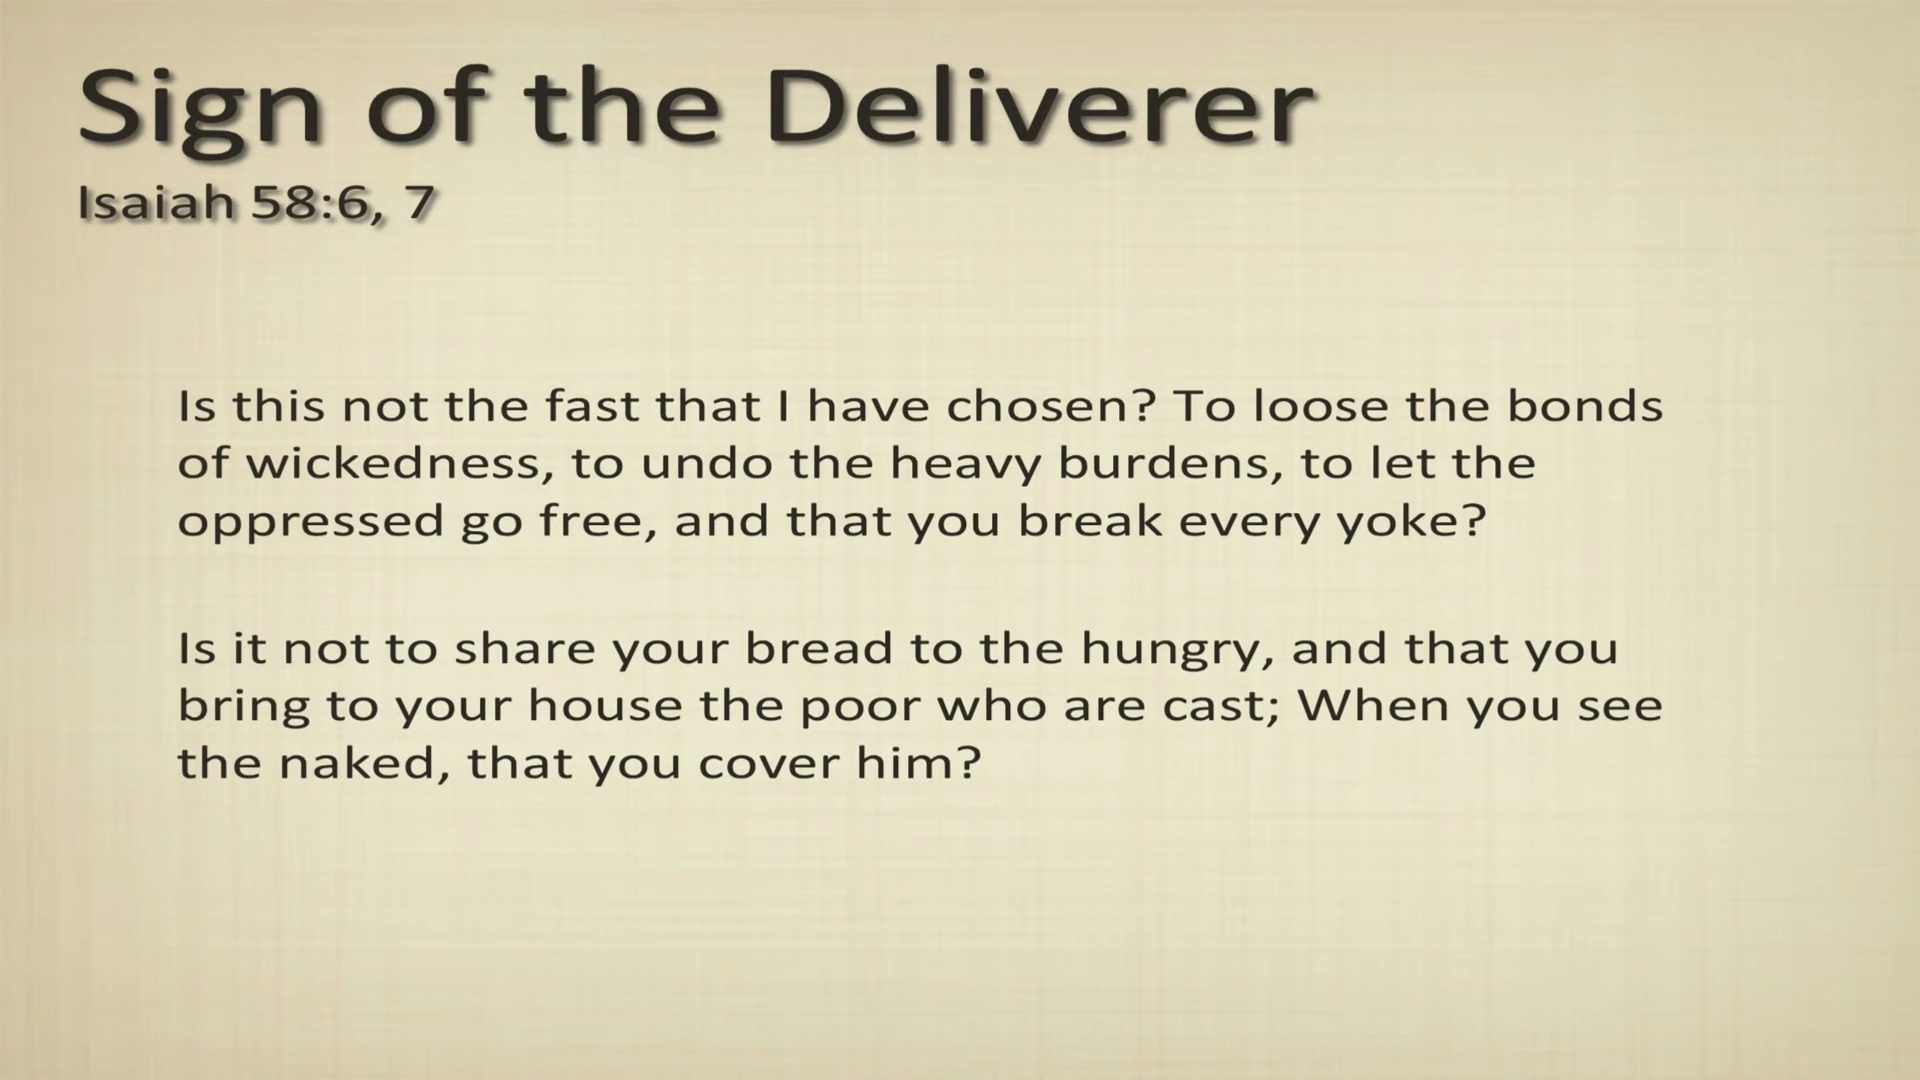 Sign of the Deliverer
Isaiah 58:6, 7
Is this not the fast that I have chosen? To loose the bonds
of wickedness, to undo the heavy burdens, to let the
oppressed go free, and that you break every yoke?
Is it not to share your bread to the hungry, and that you
bring to your house the poor who are cast; When you see
the naked, that you cover him?